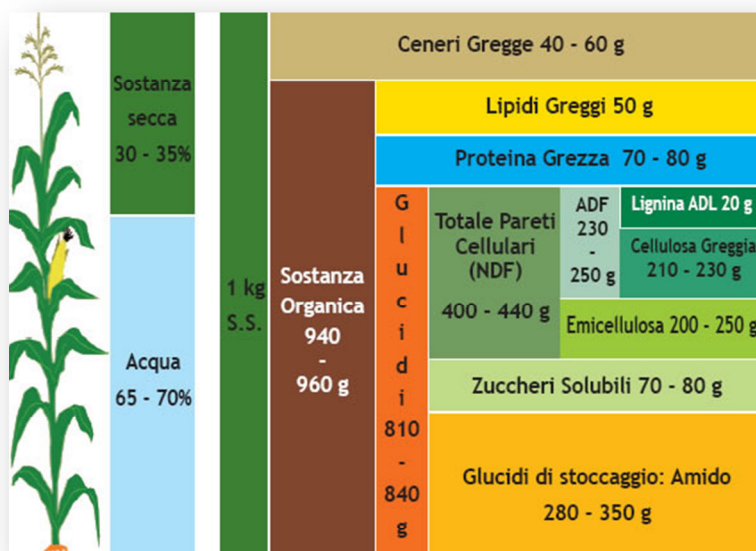 Sostanza
secca
30 - 35%
Acqua
65 - 70%
1 kg
S.S.
Ceneri Gregge 40 - 60 g
Sostanza
Organica
940
-
960 g
Lipidi Greggi 50 g
Proteina Grezza 70 - 80 g
G
l
u
c
i
d
i
810
-
840
g
Totale Pareti
Cellulari
(NDF)
400 - 440 g
ADF
230
-
250 g
Lignina ADL 20 g
Cellulosa Greggia
210 - 230 g
Emicellulosa 200 - 250 g
Zuccheri Solubili 70 - 80 g
Glucidi di stoccaggio: Amido
280 - 350 g